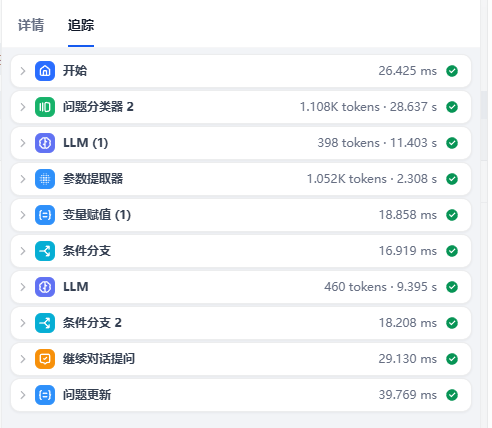 详情 追踪
开始 26.425 ms
问题分类器 2 1.108K tokens · 28.637 s
LLM (1) 398 tokens · 11.403 s
参数提取器 1.052K tokens · 2.308 s
变量赋值 (1) 18.858 ms
条件分支 16.919 ms
LLM 460 tokens · 9.395 s
条件分支 2 18.208 ms
继续对话提问 29.130 ms
问题更新 39.769 ms